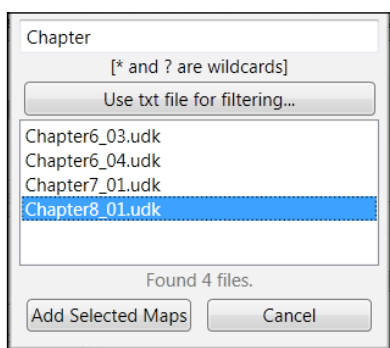 Chapter
[* and ? are wildcards]
Use txt file for filtering...
Chapter6_03.udk
Chapter6_04.udk
Chapter7_01.udk
Chapter8_01.udk
Found 4 files.
Add Selected Maps Cancel